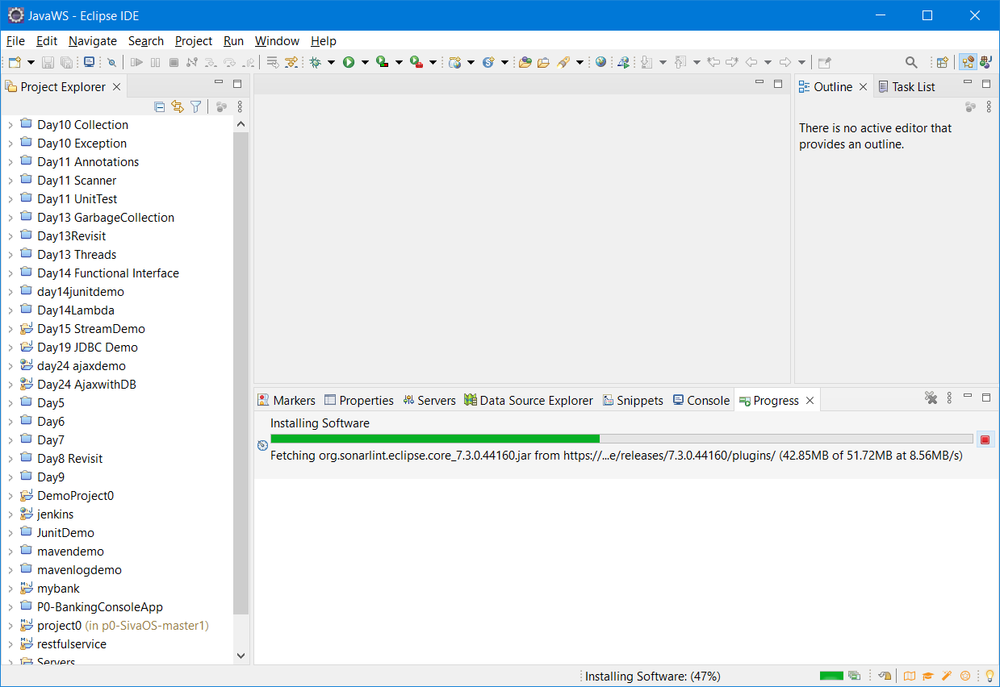 JavaWS - Eclipse IDE
File Edit Navigate Search Project Run Window Help
Project Explorer
Day10 Collection
Day10 Exception
Day11 Annotations
Day11 Scanner
Day11 UnitTest
Day13 GarbageCollection
Day13Revisit
Day13 Threads
Day14 Functional Interface
day14junitdemo
Day14Lambda
Day15 StreamDemo
Day19 JDBC Demo
day24 ajaxdemo
Day24 AjaxwithDB
Day5
Day6
Day7
Day8 Revisit
Day9
DemoProject0
jenkins
JunitDemo
mavendemo
mavenlogdemo
mybank
P0-BankingConsoleApp
project0 (in p0-SivaOS-master1)
restfulservice
Servers
Outline Task List
There is no active editor that
provides an outline.
Markers Properties Servers Data Source Explorer Snippets Console Progress
Installing Software
Fetching org.sonarlint.eclipse.core_7.3.0.44160.jar from https://...e/releases/7.3.0.44160/plugins/ (42.85MB of 51.72MB at 8.56MB/s)
Installing Software: (47%)